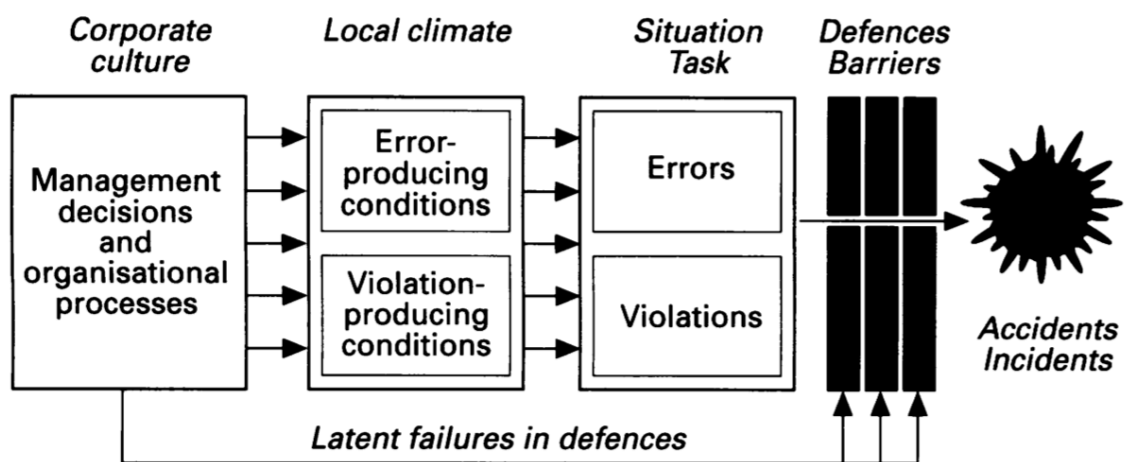 Corporate
culture
Local climate
Situation
Task
Defences
Barriers
Management
decisions
and
organisational
processes
Error-
producing
conditions
Violation-
producing
conditions
Errors
Violations
Accidents
Incidents
Latent failures in defences